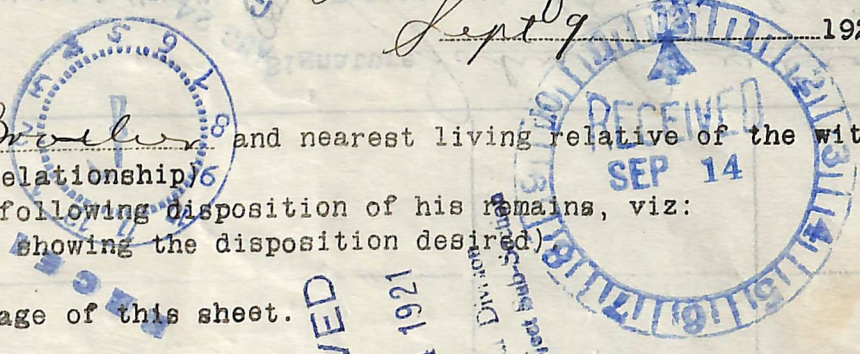 Sept 9 192
Brother and nearest living relative of the wit
elationship)
following disposition of his remains, viz:
showing the disposition desired).
age of this sheet.
RECEIVED
SEP 14
VED
1921